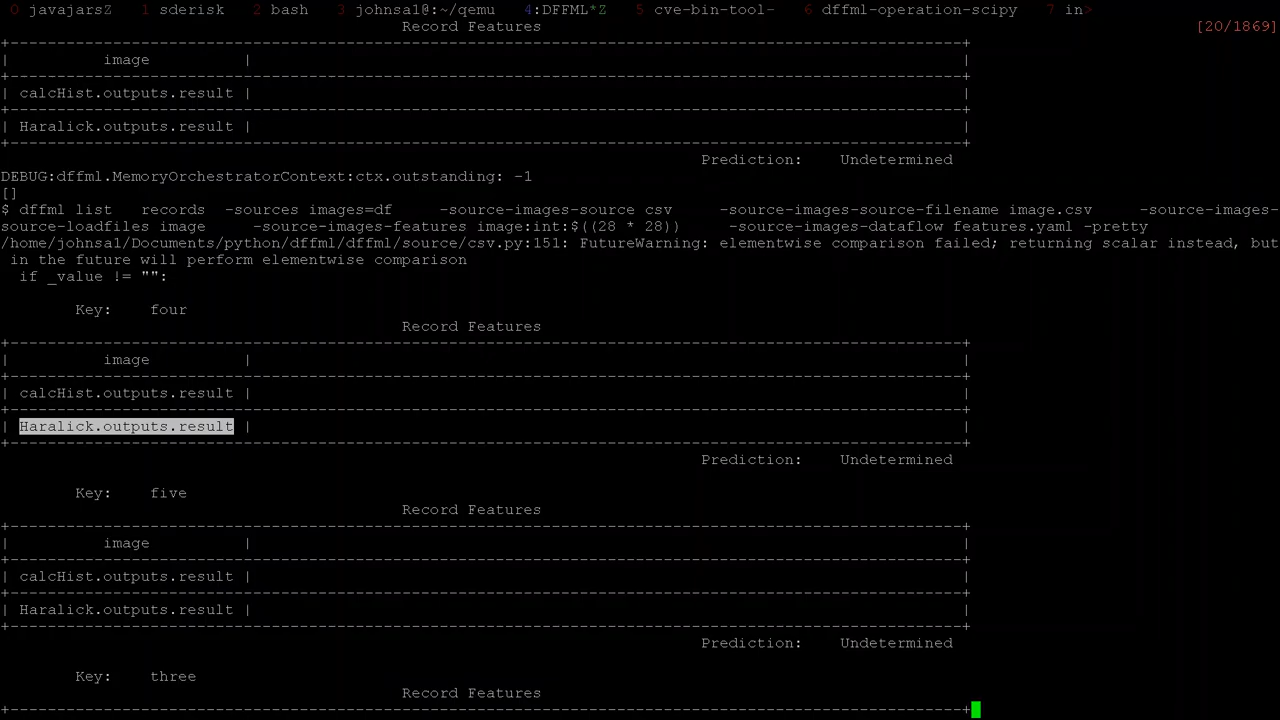 0 javajarsZ 1 sderisk 2 bash 3 johnsa1@:~/qemu 4:DFFML*Z 5 cve-bin-tool- 6 dffml-operation-scipy 7 in>
Record Features [20/1869]
+---------------------------------------------------------------------------------------------------------+
| image | |
+---------------------------------------------------------------------------------------------------------+
| calcHist.outputs.result | |
+---------------------------------------------------------------------------------------------------------+
| Haralick.outputs.result | |
+---------------------------------------------------------------------------------------------------------+
Prediction: Undetermined
DEBUG:dffml.MemoryOrchestratorContext:ctx.outstanding: -1
[]
$ dffml list records -sources images=df -source-images-source csv -source-images-source-filename image.csv -source-images-
source-loadfiles image -source-images-features image:int:$((28 * 28)) -source-images-dataflow features.yaml -pretty
/home/johnsa1/Documents/python/dffml/dffml/source/csv.py:151: FutureWarning: elementwise comparison failed; returning scalar instead, but
in the future will perform elementwise comparison
if _value != "":
Key: four
Record Features
+---------------------------------------------------------------------------------------------------------+
| image | |
+---------------------------------------------------------------------------------------------------------+
| calcHist.outputs.result | |
+---------------------------------------------------------------------------------------------------------+
| Haralick.outputs.result | |
+---------------------------------------------------------------------------------------------------------+
Prediction: Undetermined
Key: five
Record Features
+---------------------------------------------------------------------------------------------------------+
| image | |
+---------------------------------------------------------------------------------------------------------+
| calcHist.outputs.result | |
+---------------------------------------------------------------------------------------------------------+
| Haralick.outputs.result | |
+---------------------------------------------------------------------------------------------------------+
Prediction: Undetermined
Key: three
Record Features
+---------------------------------------------------------------------------------------------------------+